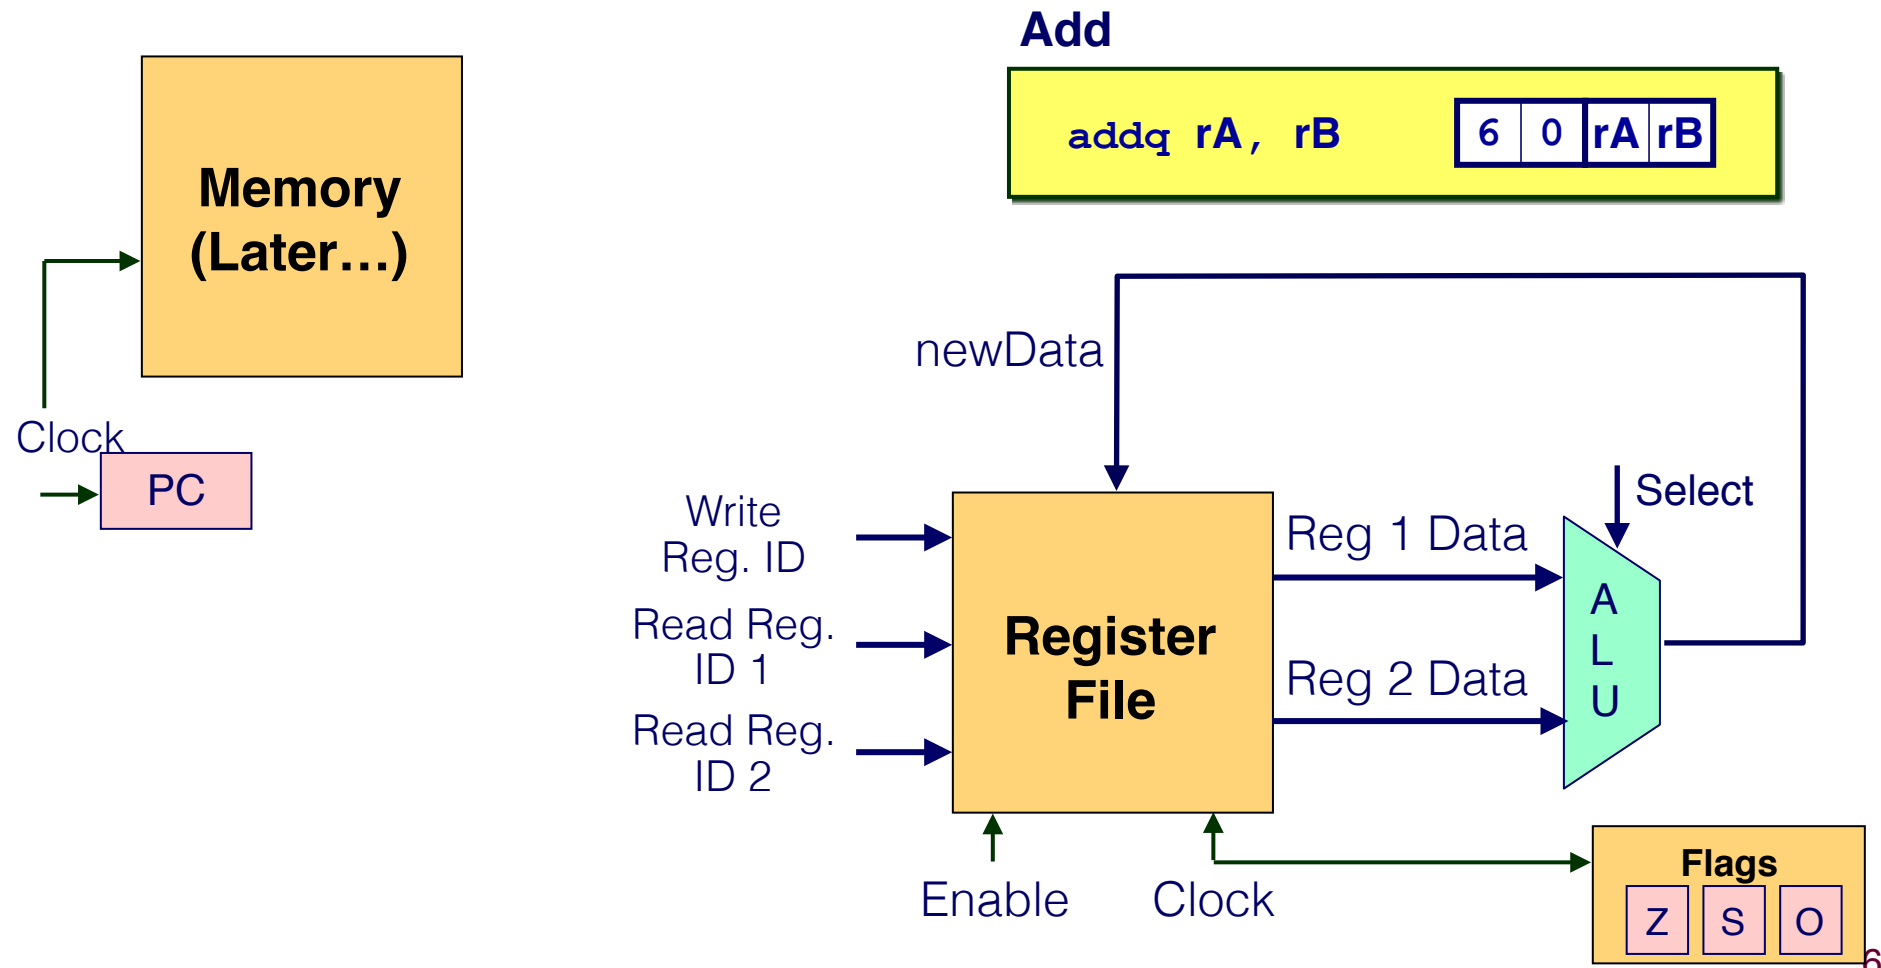 Add
addq rA, rB
6 0 rA rB
Memory
(Later…)
Clock
PC
newData
Write
Reg. ID
Read Reg.
ID 1
Read Reg.
ID 2
Register
File
Reg 1 Data
Reg 2 Data
Select
A
L
U
Enable
Clock
Flags
Z S O
6